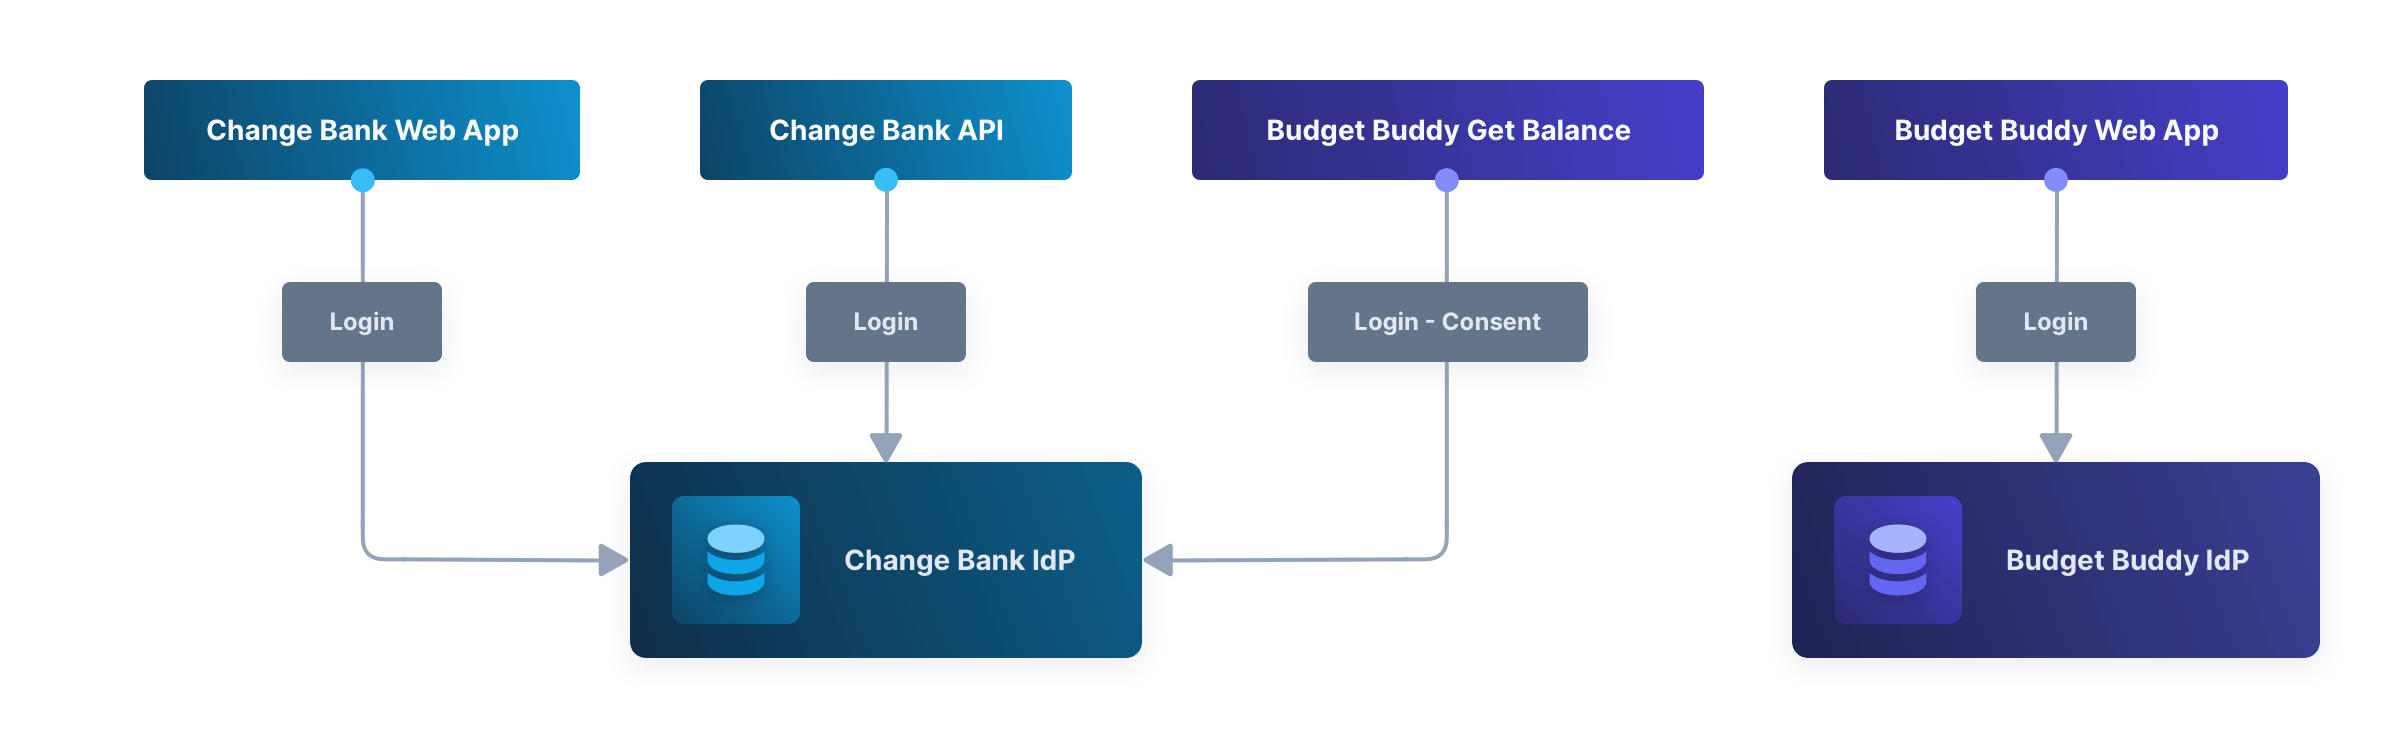 Change Bank Web App
Change Bank API
Budget Buddy Get Balance
Budget Buddy Web App
Login
Login
Login - Consent
Login
Change Bank IdP
Budget Buddy IdP